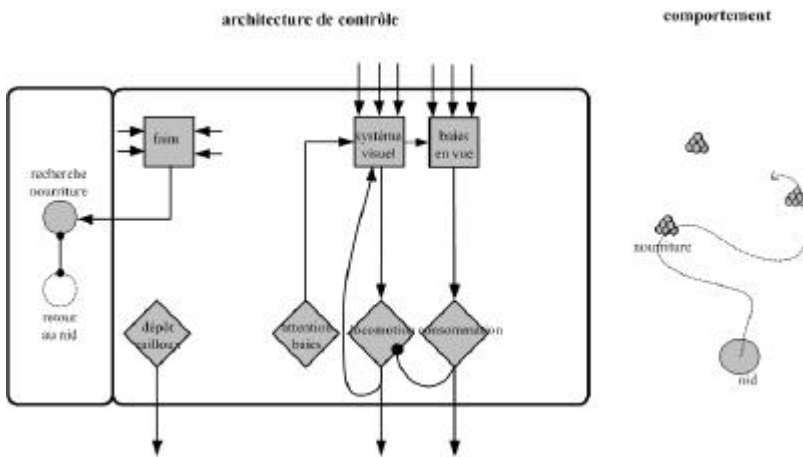 architecture de contrôle
comportement
faim
système
visuel
baies
en vue
recherche
nourriture
nourriture
retour
au nid
dépôt
cailloux
attention
baies
locomotion
consommation
nid